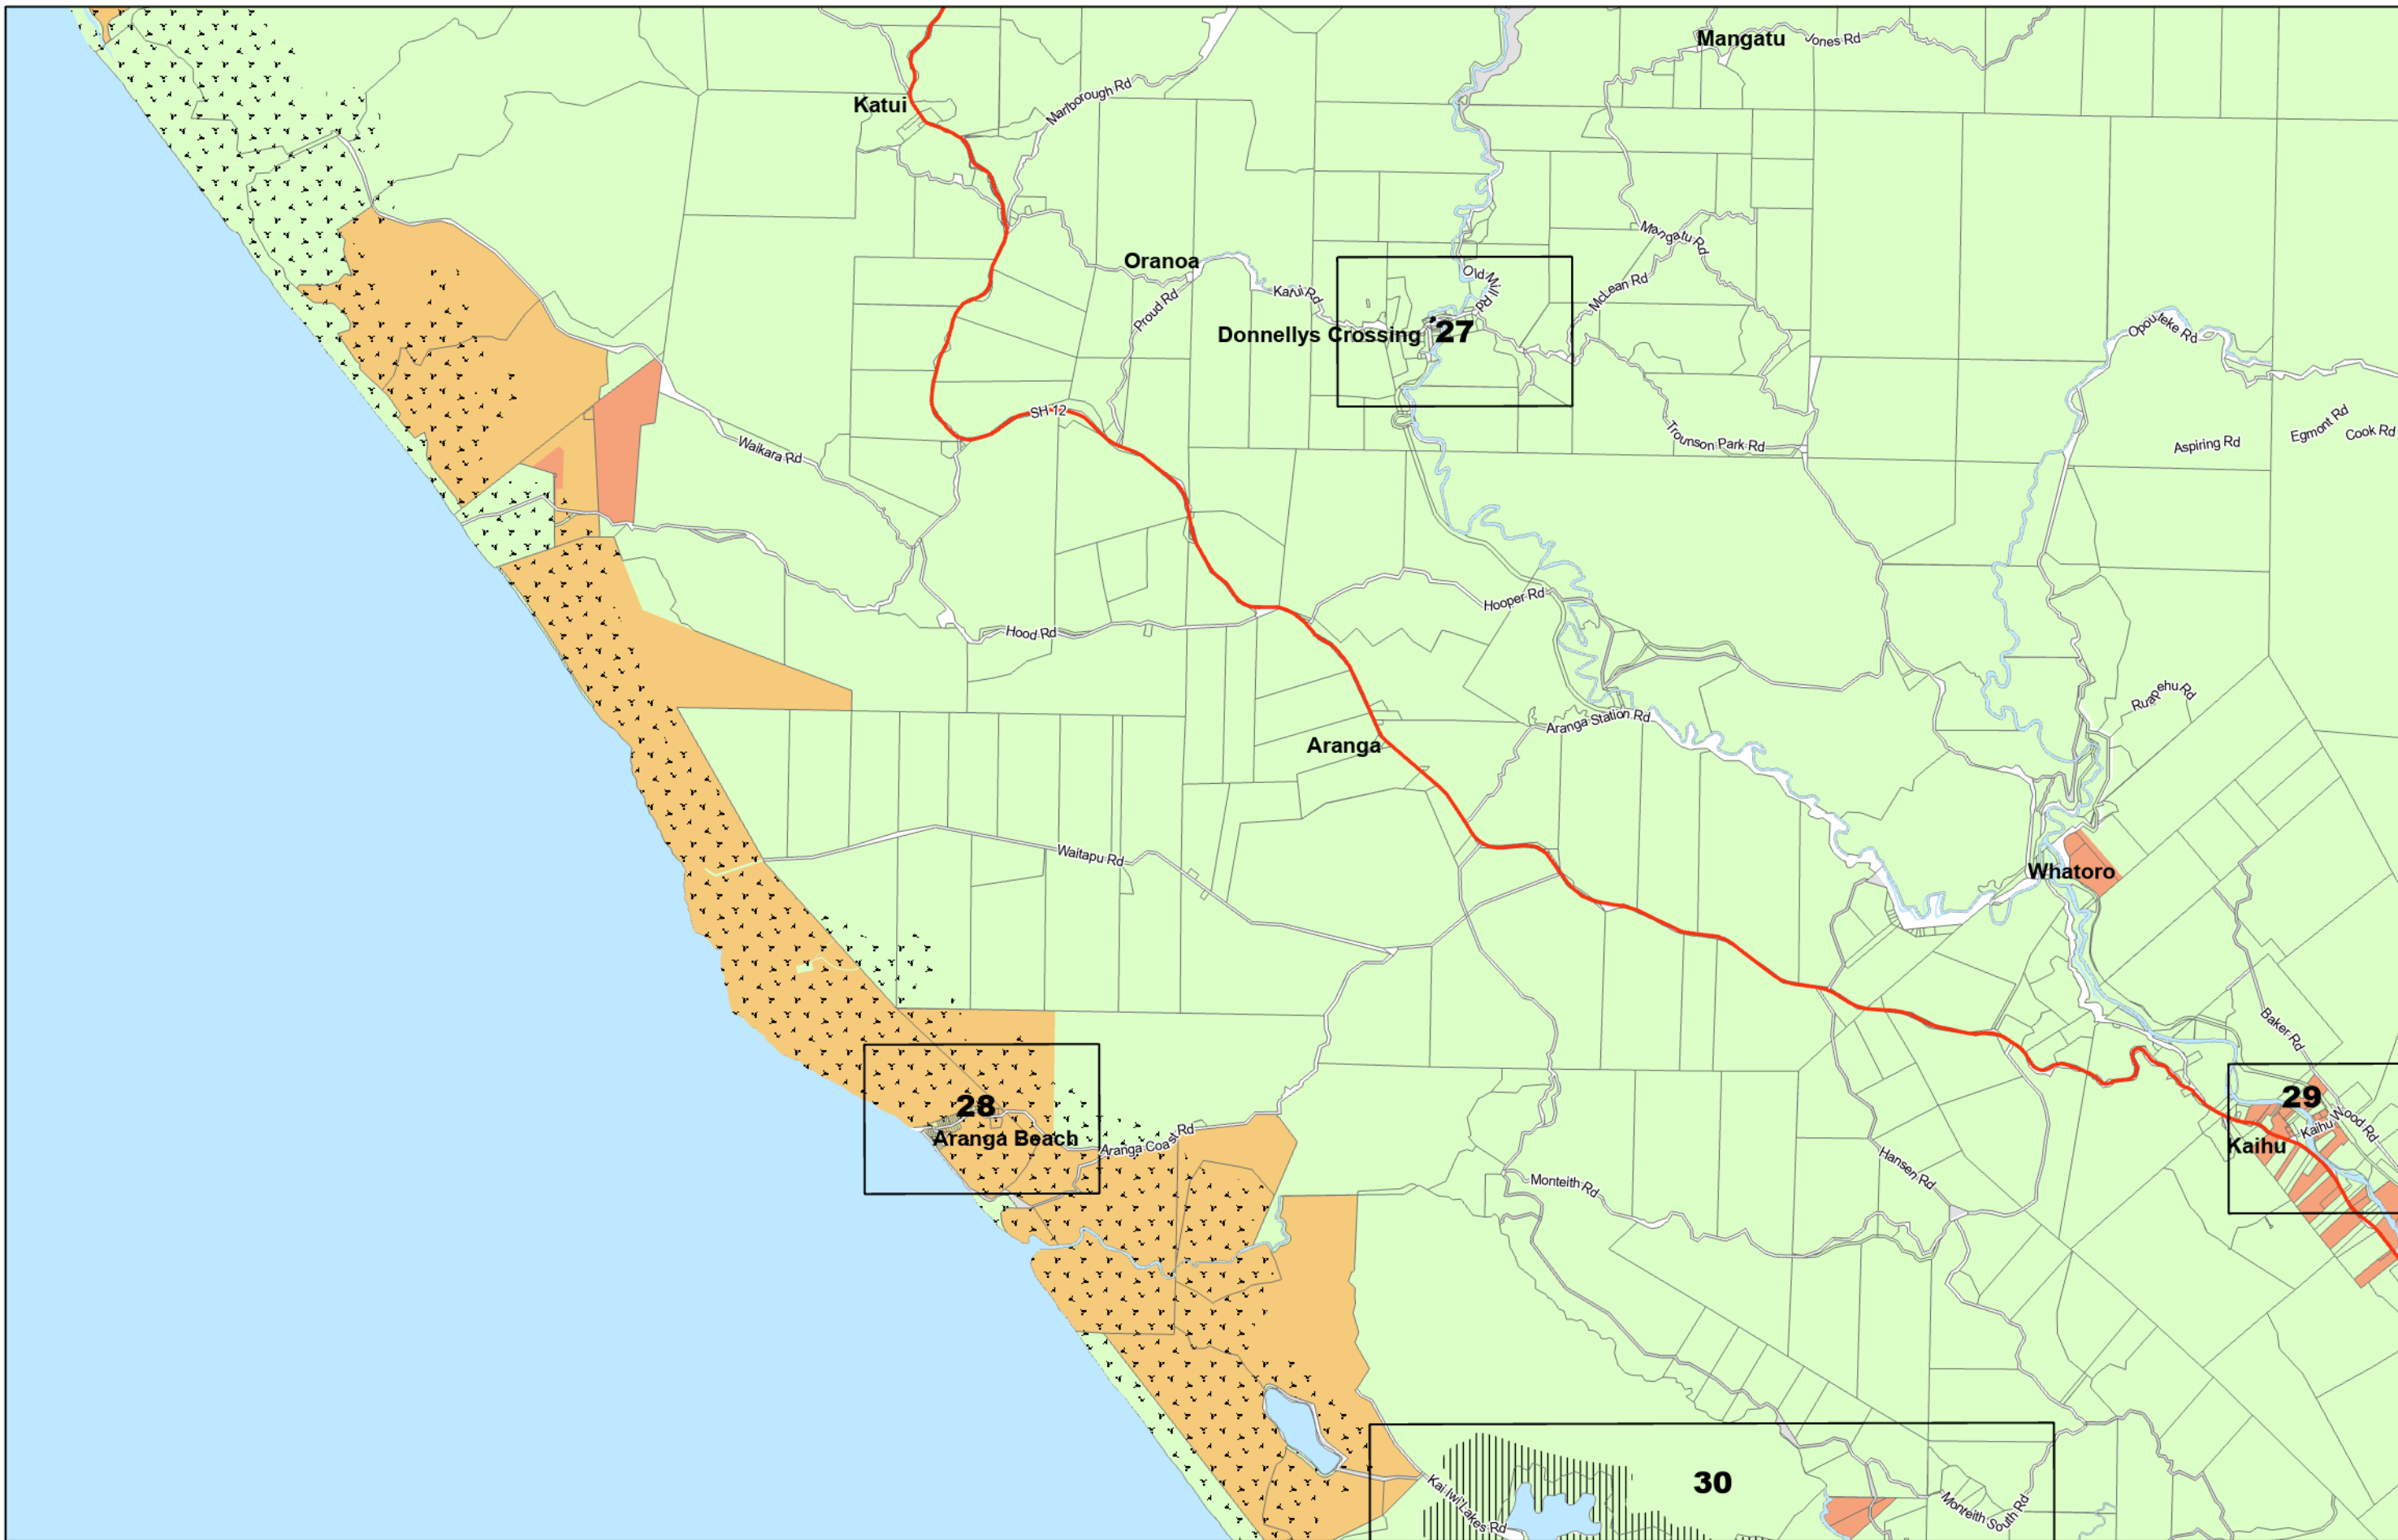 Mangatu
Jones Rd
Katui
Marlborough Rd
Mangatu Rd
Oranoa
Old Mill Rd
Katui Rd
McLean Rd
Proud Rd
Donnellys Crossing
27
Opouteke Rd
SH 12
Egmont Rd
Cook Rd
Aspiring Rd
Trounson Park Rd
Waikara Rd
Hooper Rd
Hood Rd
Ruapehu Rd
Aranga Station Rd
Aranga
Waitapu Rd
Whatoro
Baker Rd
28
29
Wood Rd
Kaihu
Kaihu
Aranga Beach
Aranga Coast Rd
Hansen Rd
Monteith Rd
30
Kai Iwi Lakes Rd
Monteith South Rd